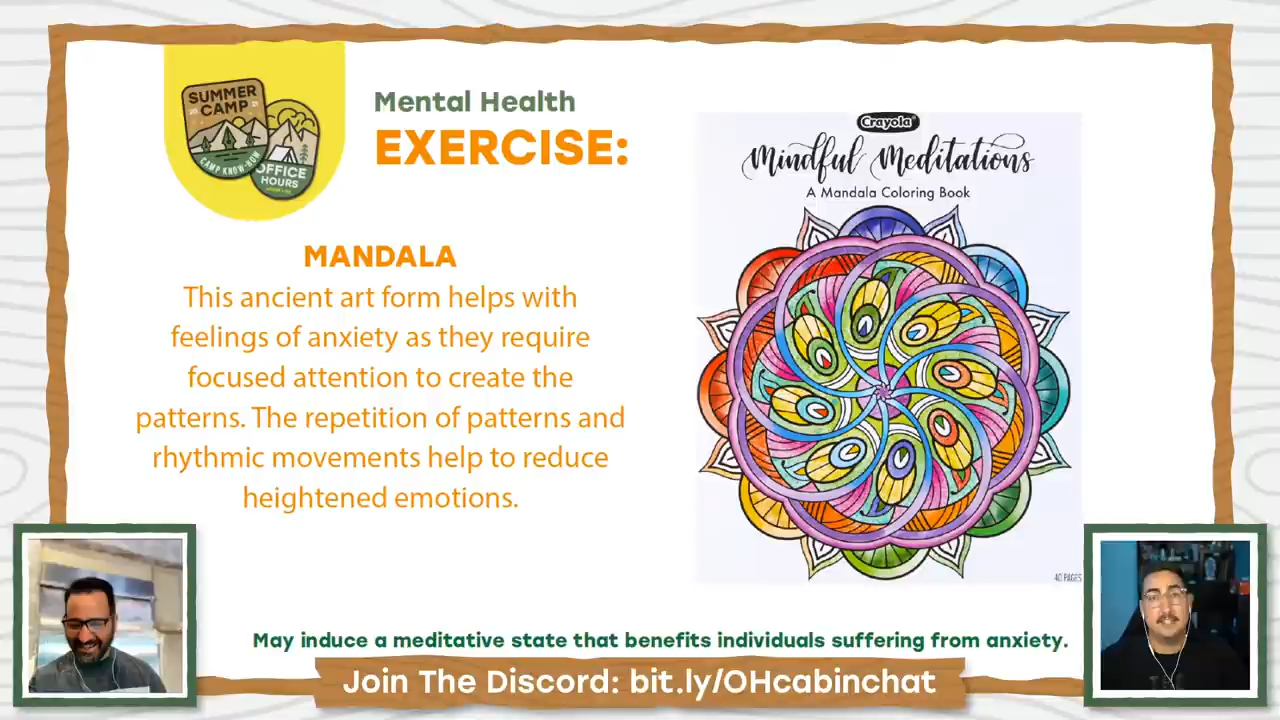 SUMMER
CAMP
CAMP KNOW-HOW
OFFICE
HOURS
Mental Health
EXERCISE:
MANDALA
This ancient art form helps with
feelings of anxiety as they require
focused attention to create the
patterns. The repetition of patterns and
rhythmic movements help to reduce
heightened emotions.
Crayola
Mindful Meditations
A Mandala Coloring Book
40 PAGES
May induce a meditative state that benefits individuals suffering from anxiety.
Join The Discord: bit.ly/OHcabinchat